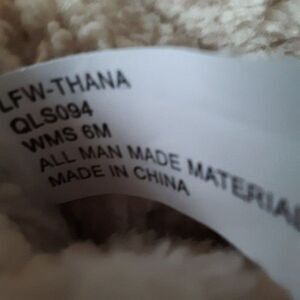 LFW-THANA
QLS094
WMS 6M
ALL MAN MADE MATERIAL
MADE IN CHINA